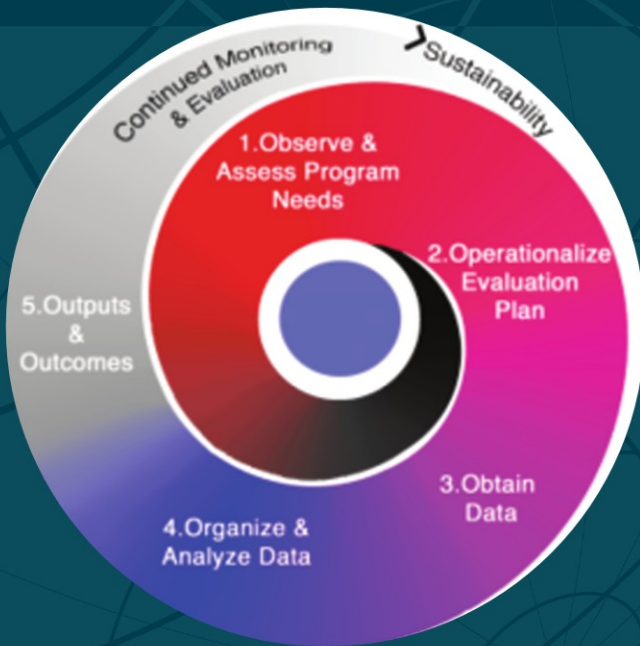 Continued Monitoring
& Evaluation
Sustainability
1.Observe &
Assess Program
Needs
2.Operationalize
Evaluation
Plan
3.Obtain
Data
4.Organize &
Analyze Data
5.Outputs
&
Outcomes